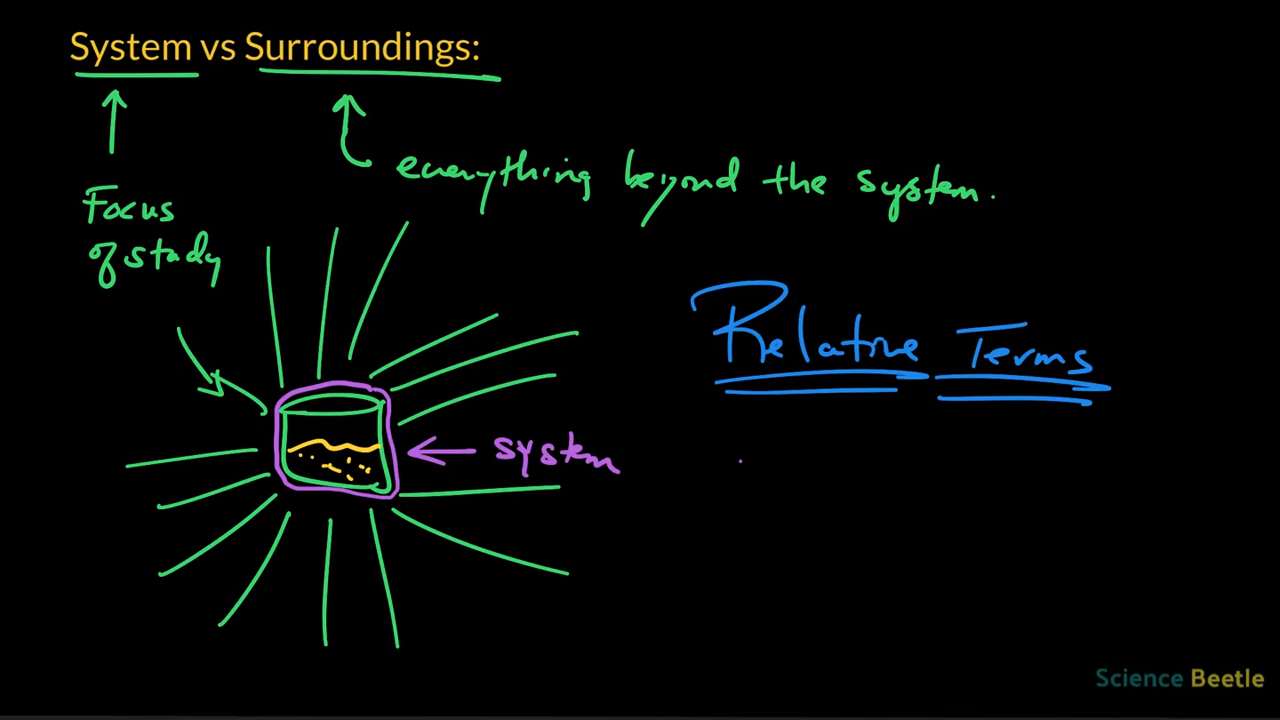 System vs Surroundings:
everything beyond the system.
Focus
of study
Relative Terms
system
Science Beetle